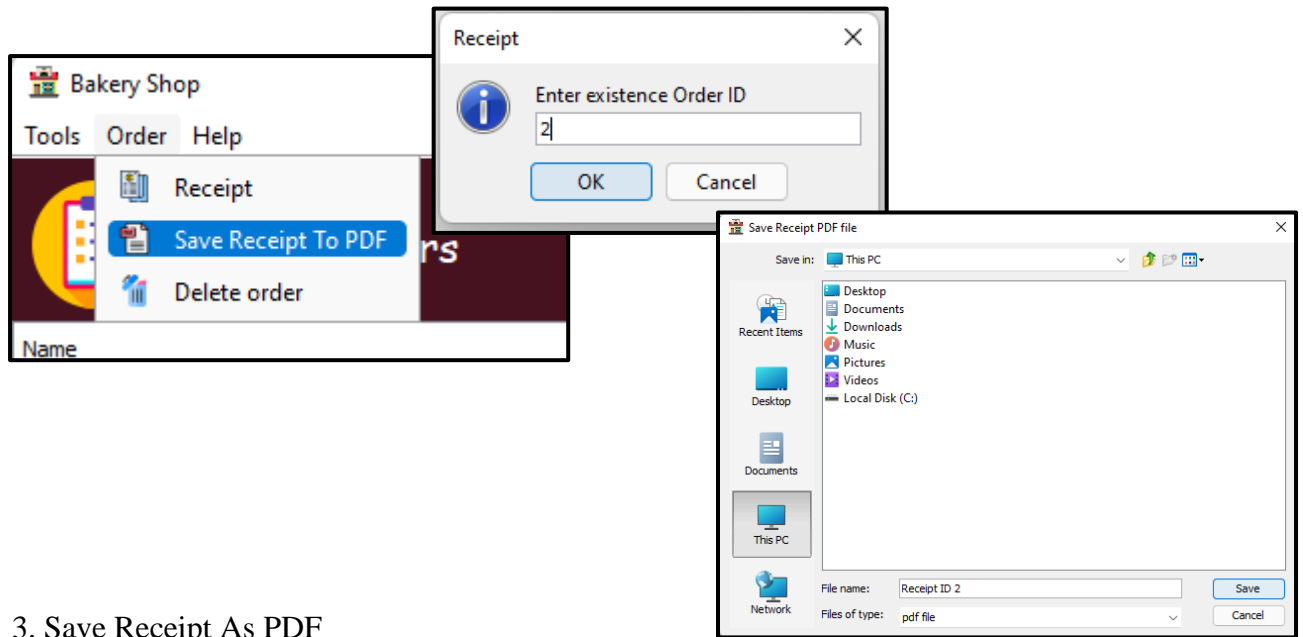 Bakery Shop
Tools Order Help
Receipt
Save Receipt To PDF
Delete order
rs
Name
Receipt
Enter existence Order ID
2
OK Cancel
Save Receipt PDF file
Save in: This PC
Recent Items
Desktop
Documents
This PC
Network
Desktop
Documents
Downloads
Music
Pictures
Videos
Local Disk (C:)
File name: Receipt ID 2 Save
Files of type: pdf file Cancel
3. Save Receipt As PDF